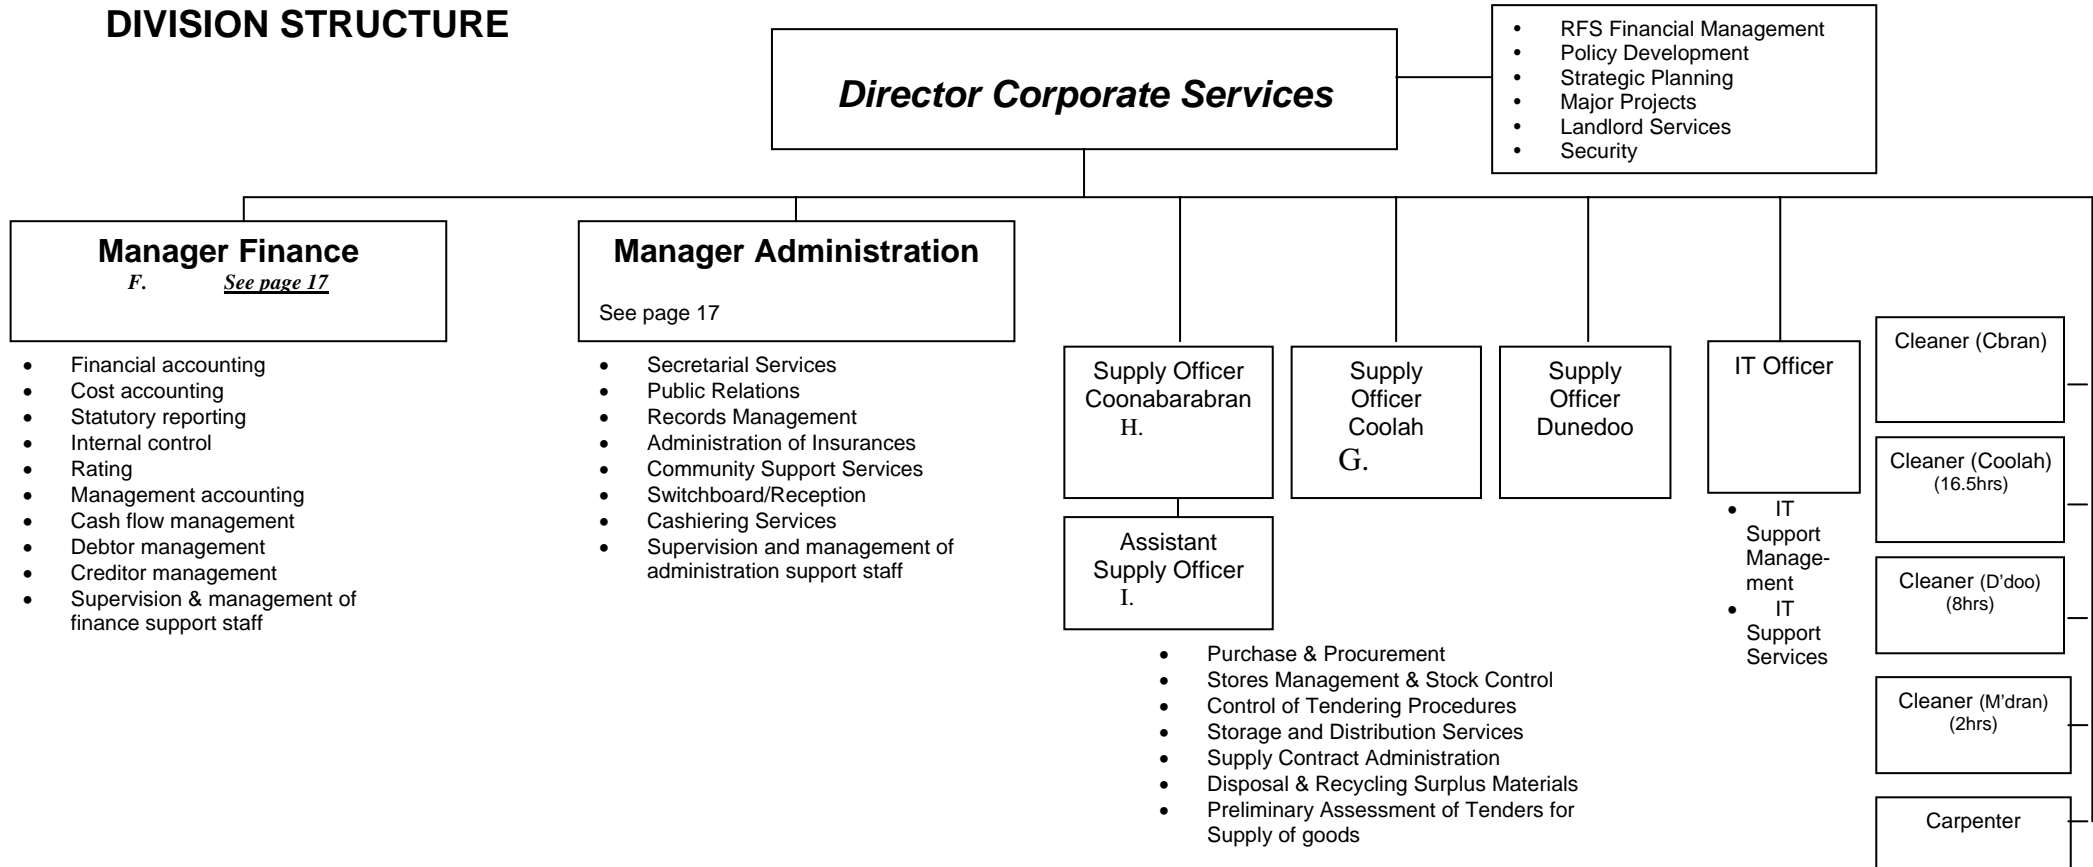 DIVISION STRUCTURE
Director Corporate Services
• RFS Financial Management
• Policy Development
• Strategic Planning
• Major Projects
• Landlord Services
• Security
Manager Finance
F. See page 17
• Financial accounting
• Cost accounting
• Statutory reporting
• Internal control
• Rating
• Management accounting
• Cash flow management
• Debtor management
• Creditor management
• Supervision & management of
finance support staff
Manager Administration
See page 17
• Secretarial Services
• Public Relations
• Records Management
• Administration of Insurances
• Community Support Services
• Switchboard/Reception
• Cashiering Services
• Supervision and management of
administration support staff
Supply Officer
Coonabarabran
H.
Assistant
Supply Officer
I.
Supply
Officer
Coolah
G.
Supply
Officer
Dunedoo
• Purchase & Procurement
• Stores Management & Stock Control
• Control of Tendering Procedures
• Storage and Distribution Services
• Supply Contract Administration
• Disposal & Recycling Surplus Materials
• Preliminary Assessment of Tenders for
Supply of goods
IT Officer
• IT
Support
Manage-
ment
• IT
Support
Services
Cleaner (Cbran)
Cleaner (Coolah)
(16.5hrs)
Cleaner (D’doo)
(8hrs)
Cleaner (M’dran)
(2hrs)
Carpenter